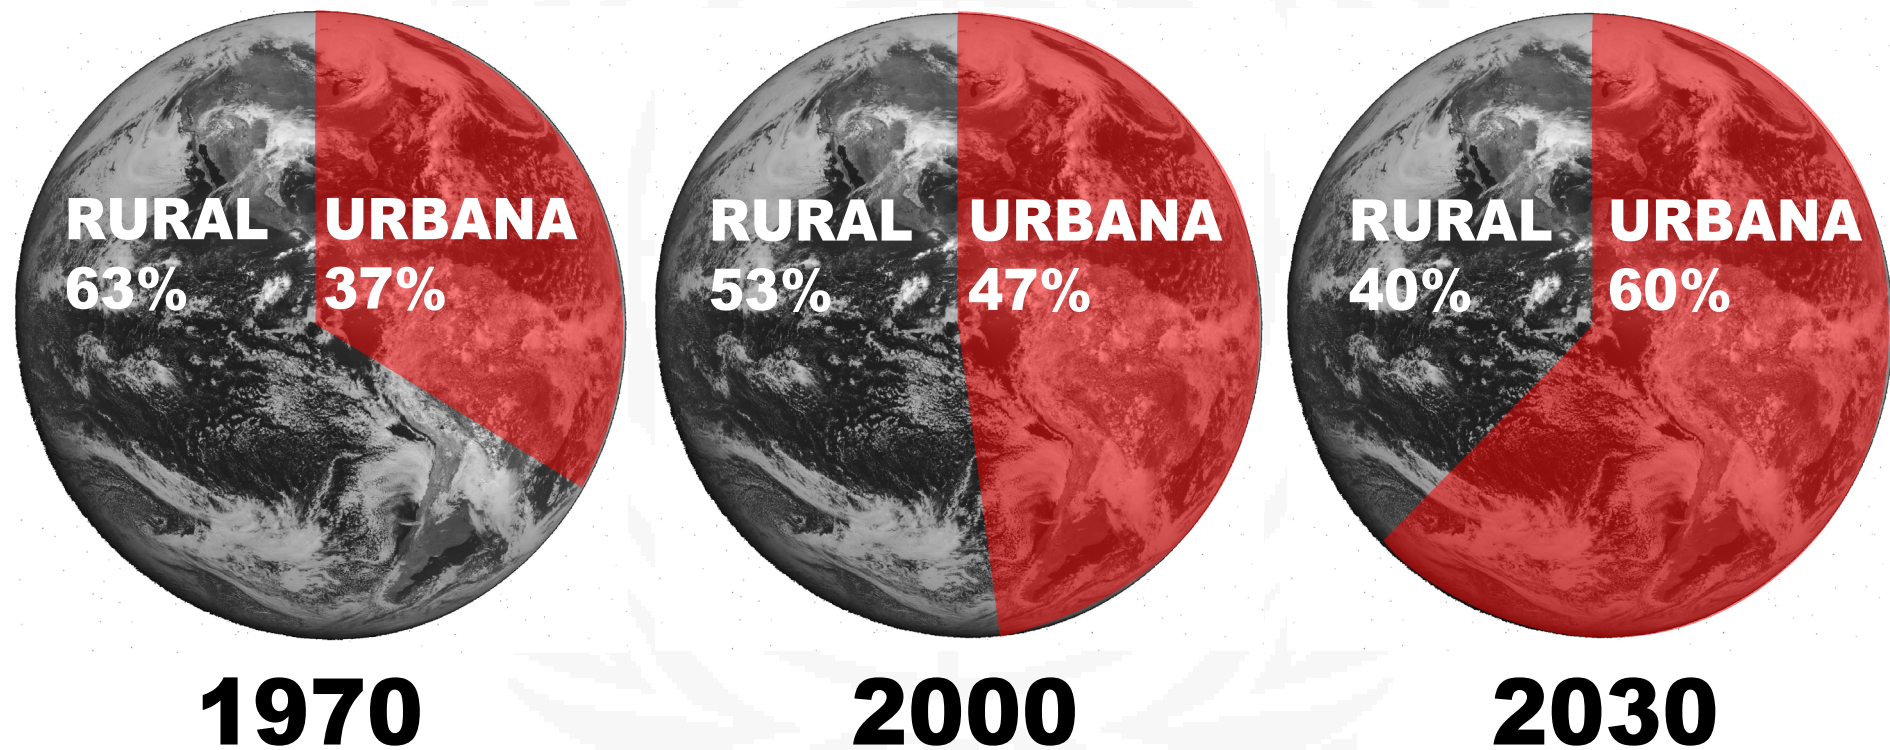 RURAL
63%
URBANA
37%
1970
RURAL
53%
URBANA
47%
2000
RURAL
40%
URBANA
60%
2030